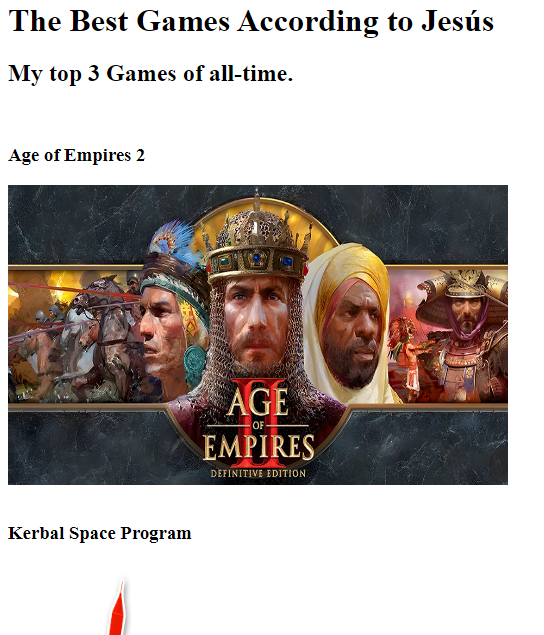 The Best Games According to Jesús
My top 3 Games of all-time.
Age of Empires 2
AGE
OF
EMPIRES
II
DEFINITIVE EDITION
Kerbal Space Program